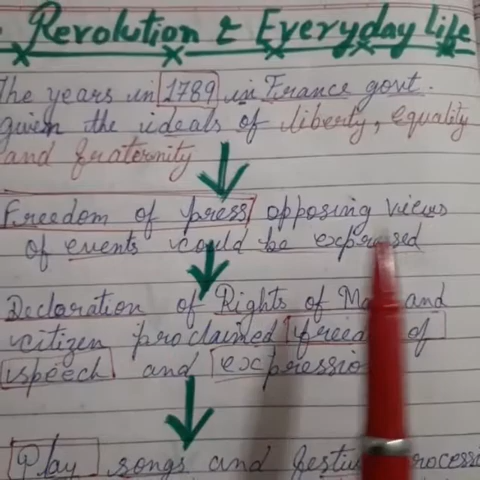 Revolution & Everyday Life
The years in 1789 in France govt.
given the ideals of liberty, equality
and fraternity
Freedom of press opposing views
of events could be expressed
Declaration of Rights of Man and
citizen proclaimed freedom of
speech and expression
Play songs and